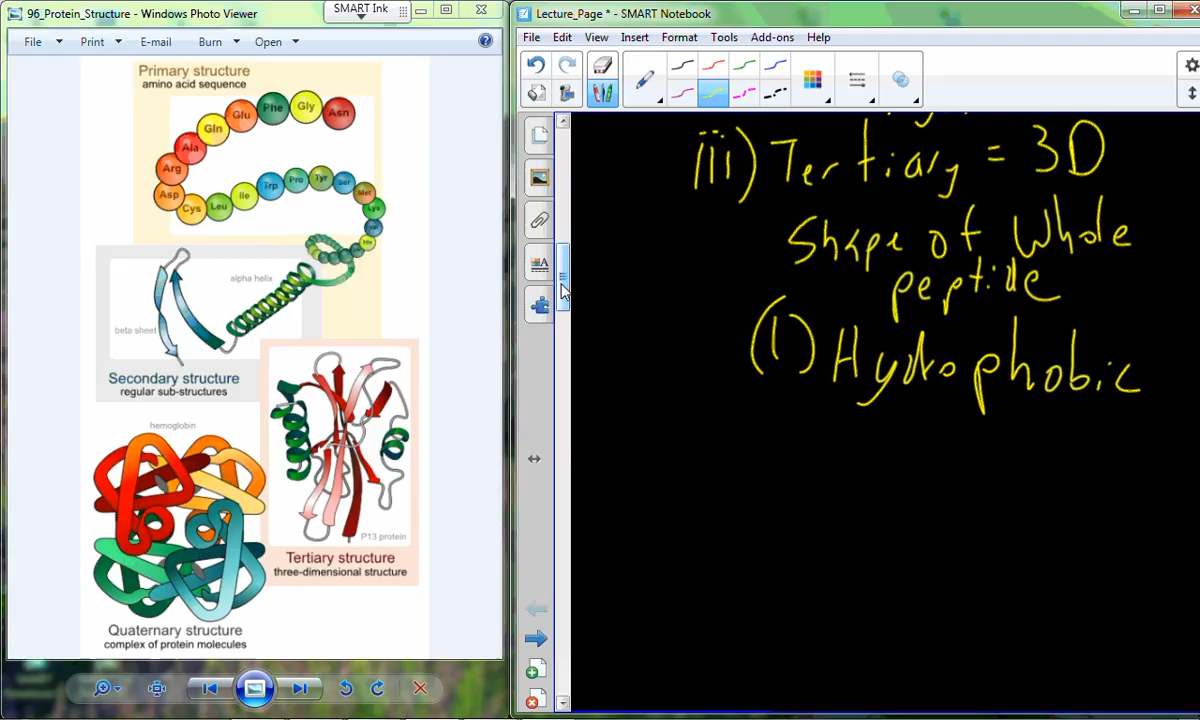 96_Protein_Structure - Windows Photo Viewer
SMART Ink
File Print E-mail Burn Open
Primary structure
amino acid sequence
Asn
Gly
Phe
Glu
Gln
Ala
Arg
Asp
Cys
Leu
Ile
Trp
Pro
Tyr
Ser
Met
Lys
Val
His
alpha helix
beta sheet
Secondary structure
regular sub-structures
hemoglobin
P13 protein
Tertiary structure
three-dimensional structure
Quaternary structure
complex of protein molecules
Lecture_Page * - SMART Notebook
File Edit View Insert Format Tools Add-ons Help
iii) Tertiary = 3D
Shape of Whole
peptide
(1) Hydrophobic